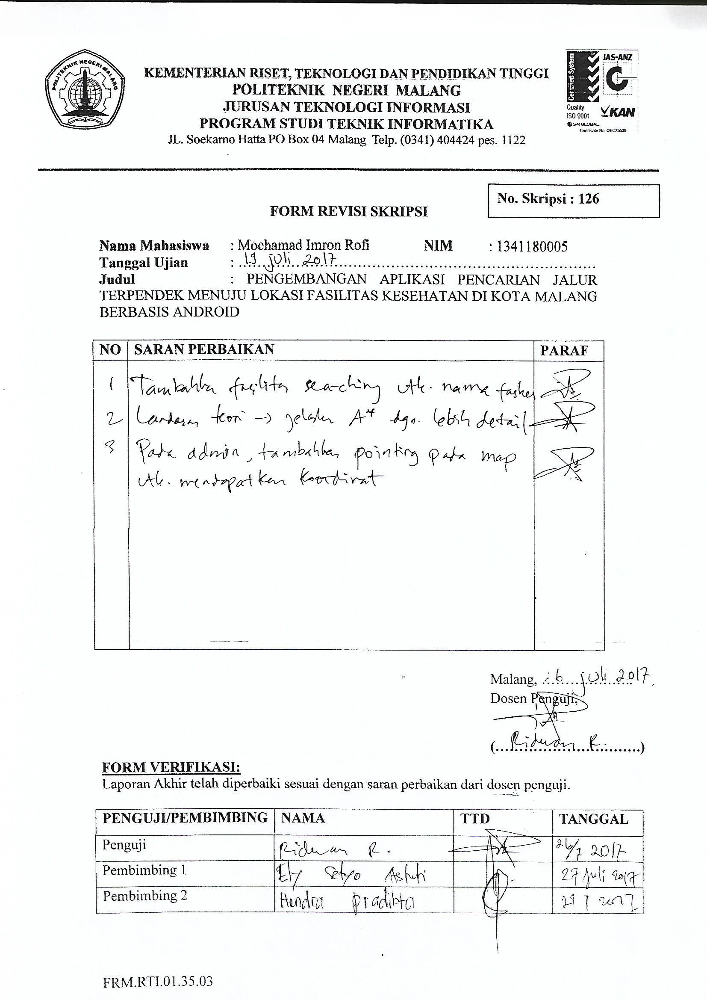 POLITEKNIK NEGERI MALANG
KEMENTERIAN RISET, TEKNOLOGI DAN PENDIDIKAN TINGGI
POLITEKNIK NEGERI MALANG
JURUSAN TEKNOLOGI INFORMASI
PROGRAM STUDI TEKNIK INFORMATIKA
JL. Soekarno Hatta PO Box 04 Malang Telp. (0341) 404424 pes. 1122
Certified System
JAS-ANZ
Quality
ISO 9001
KAN
SAI GLOBAL
Certificate No: QEC25539
No. Skripsi : 126
FORM REVISI SKRIPSI
Nama Mahasiswa : Mochamad Imron Rofi NIM : 1341180005
Tanggal Ujian : 19 juli 2017
Judul : PENGEMBANGAN APLIKASI PENCARIAN JALUR
TERPENDEK MENUJU LOKASI FASILITAS KESEHATAN DI KOTA MALANG
BERBASIS ANDROID
NO SARAN PERBAIKAN PARAF
1 Tambahkan fasilitas searching utk. nama faskes
2 Landasan teori → jelaskan A* dgn. lebih detail
3 Pada admin, tambahkan pointing pada map
utk. mendapatkan koordinat
Malang, 26 juli 2017
Dosen Penguji,
(Ridwan R.)
FORM VERIFIKASI:
Laporan Akhir telah diperbaiki sesuai dengan saran perbaikan dari dosen penguji.
PENGUJI/PEMBIMBING NAMA TTD TANGGAL
Penguji Ridwan R. 26/7 2017
Pembimbing 1 Ely Setyo Astuti 27 juli 2017
Pembimbing 2 Hendra Pradibta 7 2017
FRM.RTI.01.35.03